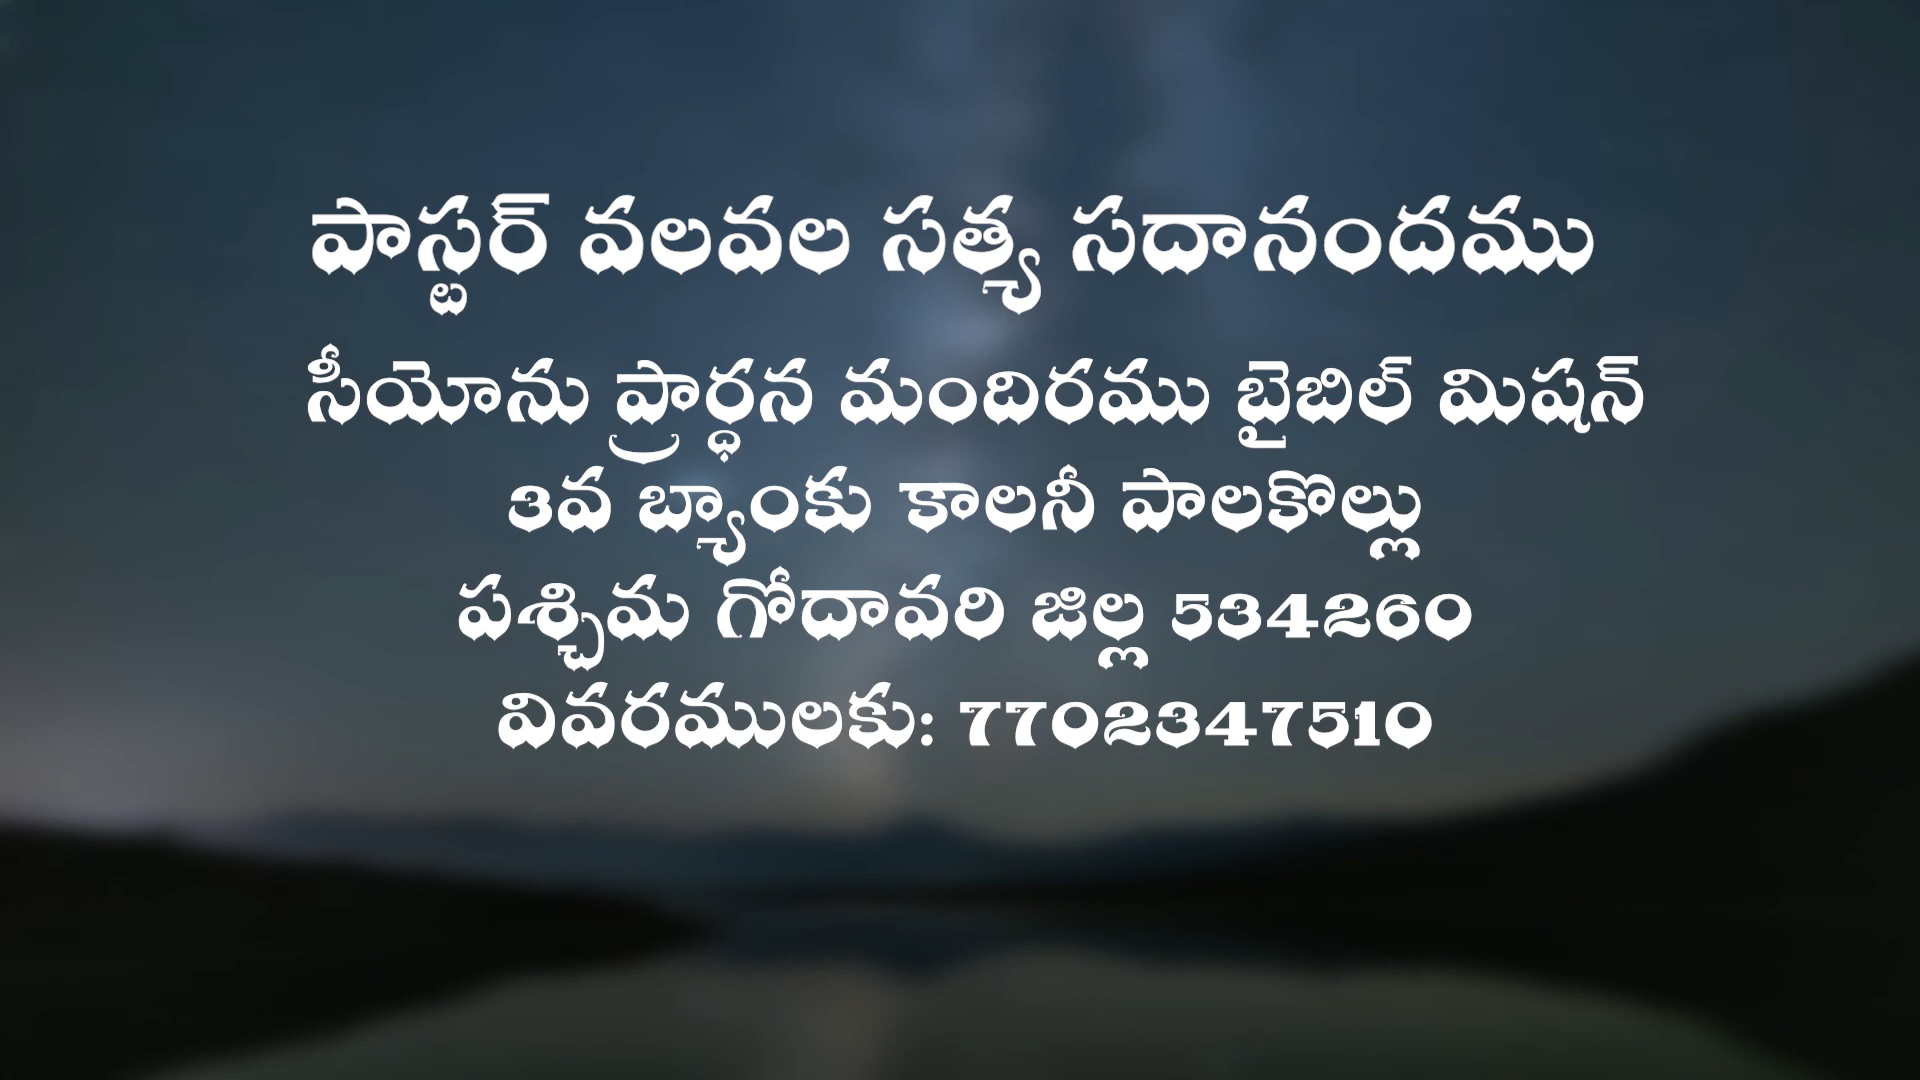 పాస్టర్ వలవల సత్య సదానందము
సీయోను ప్రార్ధన మందిరము బైబిల్ మిషన్
3వ బ్యాంకు కాలనీ పాలకొల్లు
పశ్చిమ గోదావరి జిల్ల 534260
వివరములకు: 7702347510